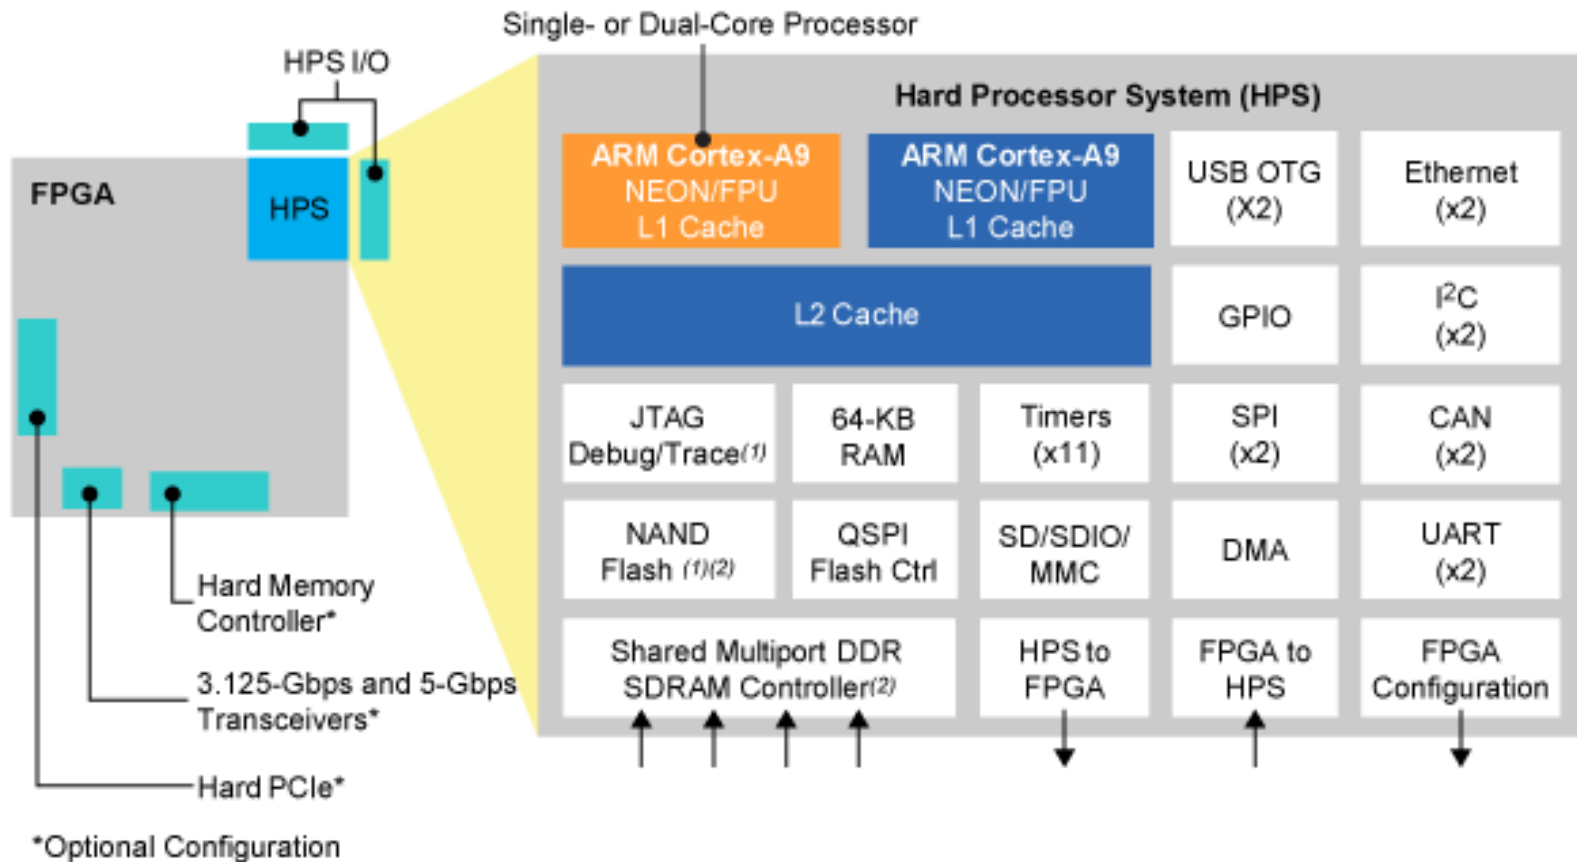 Single- or Dual-Core Processor
HPS I/O
FPGA
HPS
Hard Memory
Controller*
3.125-Gbps and 5-Gbps
Transceivers*
Hard PCIe*
*Optional Configuration
Hard Processor System (HPS)
ARM Cortex-A9
NEON/FPU
L1 Cache
ARM Cortex-A9
NEON/FPU
L1 Cache
USB OTG
(X2)
Ethernet
(x2)
L2 Cache
GPIO
I²C
(x2)
JTAG
Debug/Trace(1)
64-KB
RAM
Timers
(x11)
SPI
(x2)
CAN
(x2)
NAND
Flash (1)(2)
QSPI
Flash Ctrl
SD/SDIO/
MMC
DMA
UART
(x2)
Shared Multiport DDR
SDRAM Controller(2)
HPS to
FPGA
FPGA to
HPS
FPGA
Configuration